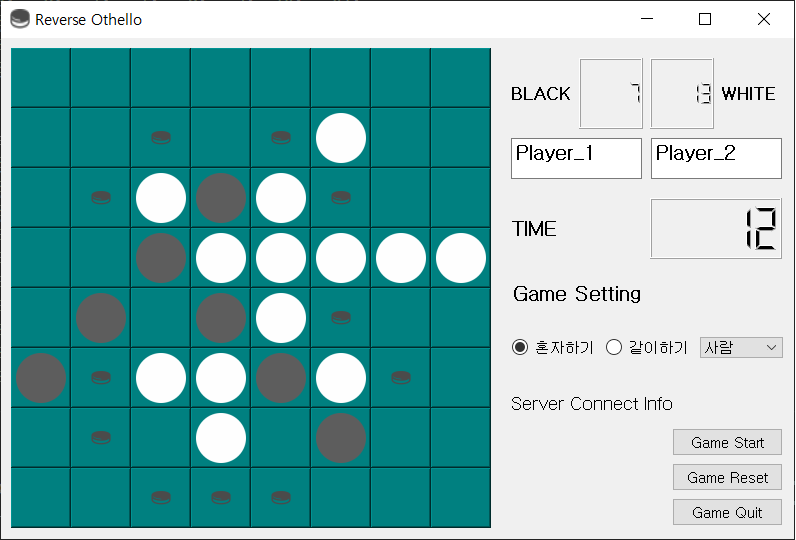 Reverse Othello
BLACK 7 13 WHITE
Player_1 Player_2
TIME 12
Game Setting
혼자하기 같이하기 사람
Server Connect Info
Game Start
Game Reset
Game Quit